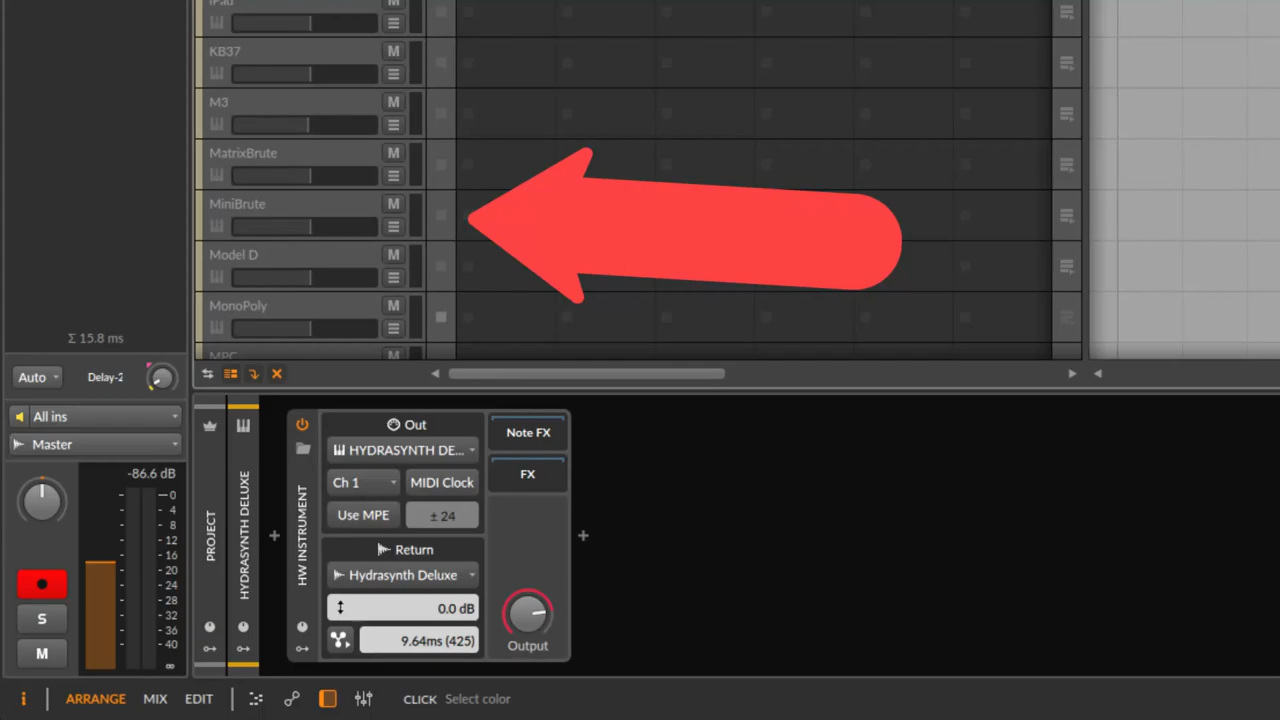 iPad
M
KB37
M
M3
M
MatrixBrute
M
MiniBrute
M
Model D
M
MonoPoly
M
MPC
Σ 15.8 ms
Auto
Delay-2
All ins
Master
-86.6 dB
0
4
8
12
16
20
24
28
32
36
40
∞
S
M
PROJECT
HYDRASYNTH DELUXE
HW INSTRUMENT
Out
HYDRASYNTH DE...
Ch 1
MIDI Clock
Use MPE
± 24
Return
Hydrasynth Deluxe
0.0 dB
9.64ms (425)
Note FX
FX
Output
i
ARRANGE
MIX
EDIT
CLICK Select color